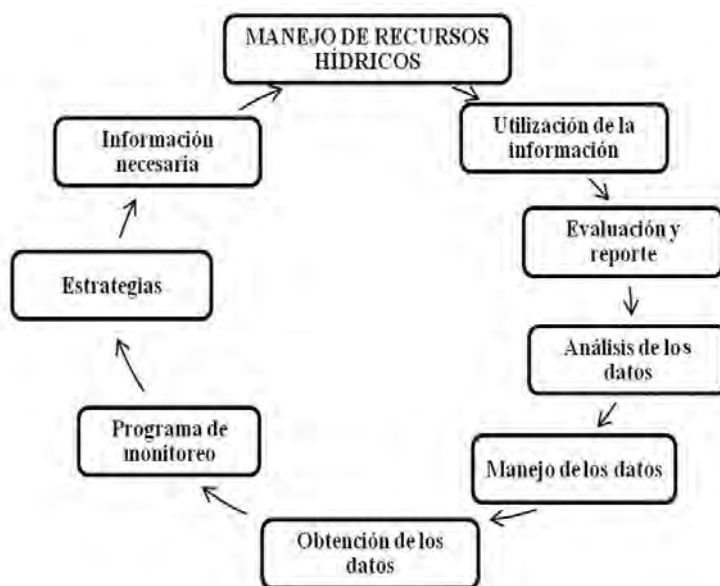 MANEJO DE RECURSOS
HÍDRICOS
Utilización de la
información
Evaluación y
reporte
Análisis de los
datos
Manejo de los datos
Obtención de los
datos
Programa de
monitoreo
Estrategias
Información
necesaria